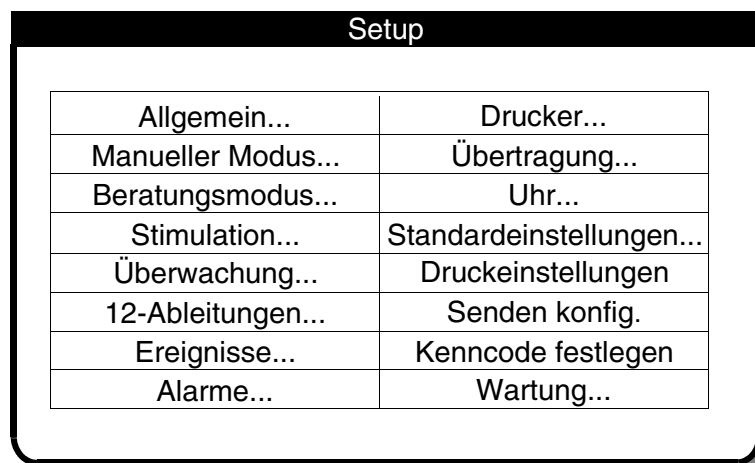 Setup
Allgemein... Drucker...
Manueller Modus... Übertragung...
Beratungsmodus... Uhr...
Stimulation... Standardeinstellungen...
Überwachung... Druckeinstellungen
12-Ableitungen... Senden konfig.
Ereignisse... Kenncode festlegen
Alarme... Wartung...